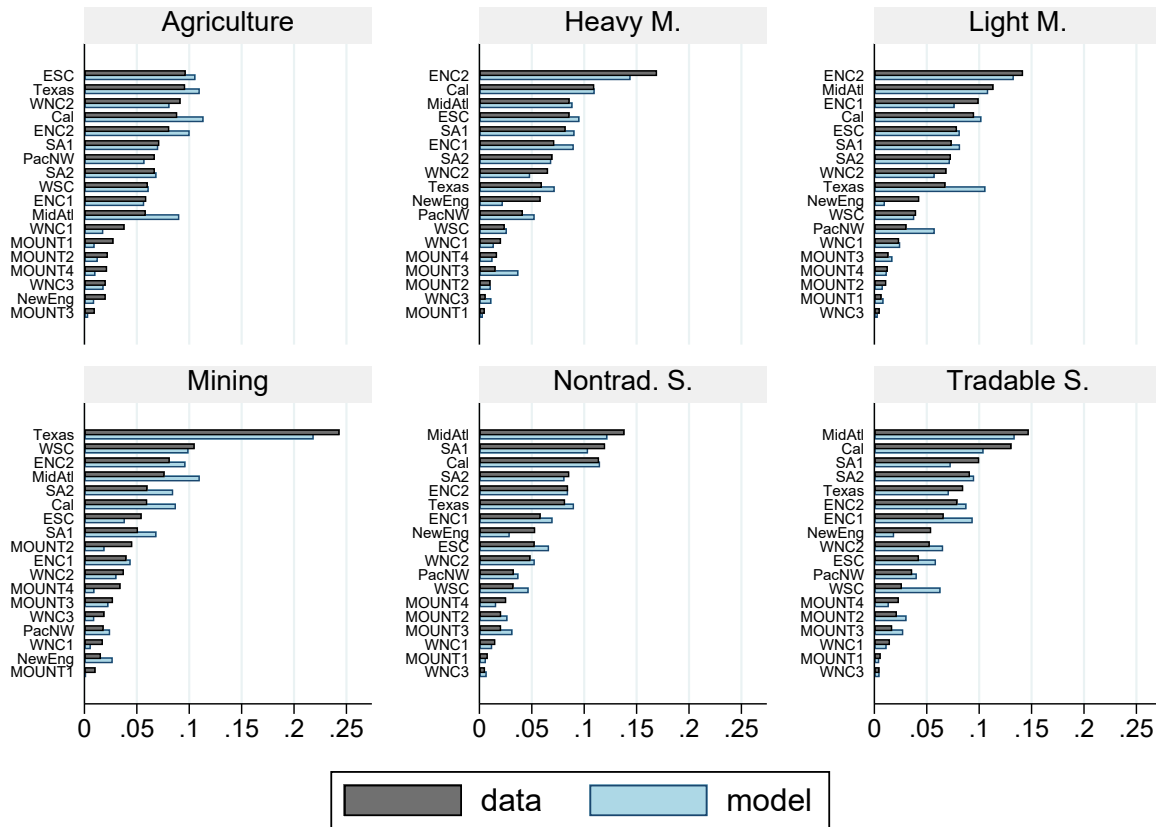 Agriculture
ESC
Texas
WNC2
Cal
ENC2
SA1
PacNW
SA2
WSC
ENC1
MidAtl
WNC1
MOUNT1
MOUNT2
MOUNT4
WNC3
NewEng
MOUNT3
Heavy M.
ENC2
Cal
MidAtl
ESC
SA1
ENC1
SA2
WNC2
Texas
NewEng
PacNW
WSC
WNC1
MOUNT4
MOUNT3
MOUNT2
WNC3
MOUNT1
Light M.
ENC2
MidAtl
ENC1
Cal
ESC
SA1
SA2
WNC2
Texas
NewEng
WSC
PacNW
WNC1
MOUNT3
MOUNT4
MOUNT2
MOUNT1
WNC3
Mining
Texas
WSC
ENC2
MidAtl
SA2
Cal
ESC
SA1
MOUNT2
ENC1
WNC2
MOUNT4
MOUNT3
WNC3
PacNW
WNC1
NewEng
MOUNT1
0 .05 .1 .15 .2 .25
Nontrad. S.
MidAtl
SA1
Cal
SA2
ENC2
Texas
ENC1
NewEng
ESC
WNC2
PacNW
WSC
MOUNT4
MOUNT2
MOUNT3
WNC1
MOUNT1
WNC3
0 .05 .1 .15 .2 .25
Tradable S.
MidAtl
Cal
SA1
SA2
Texas
ENC2
ENC1
NewEng
WNC2
ESC
PacNW
WSC
MOUNT4
MOUNT2
MOUNT3
WNC1
MOUNT1
WNC3
0 .05 .1 .15 .2 .25
data model